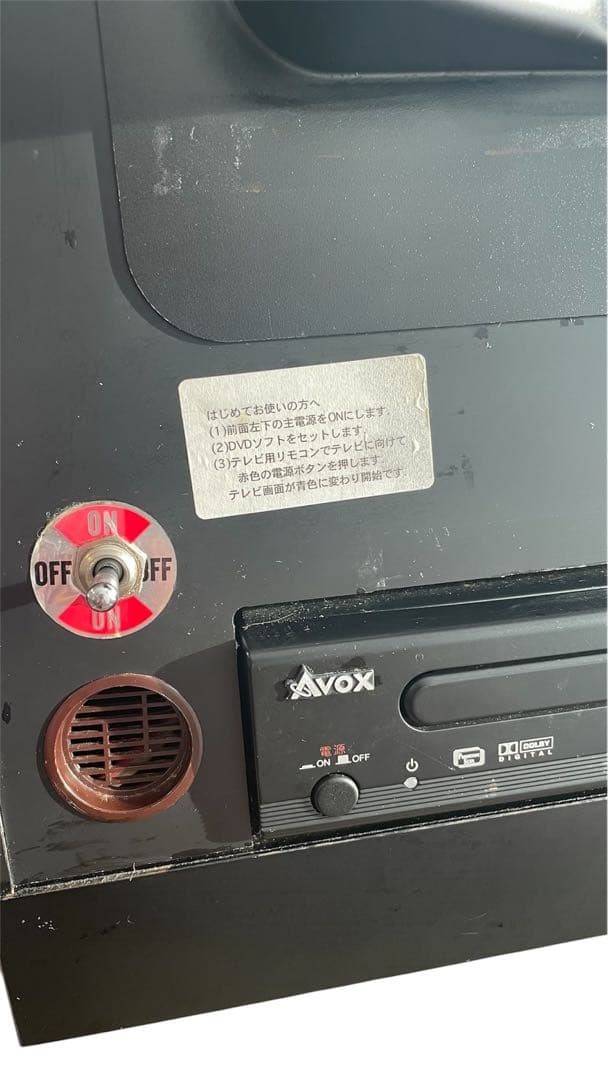 はじめてお使いの方へ
(1)前面左下の主電源をONにします。
(2)DVDソフトをセットします。
(3)テレビ用リモコンでテレビに向けて
赤色の電源ボタンを押します。
テレビ画面が青色に変わり開始です。
ON
OFF OFF
ON
AVOX
電源
ON OFF
DOLBY
DIGITAL